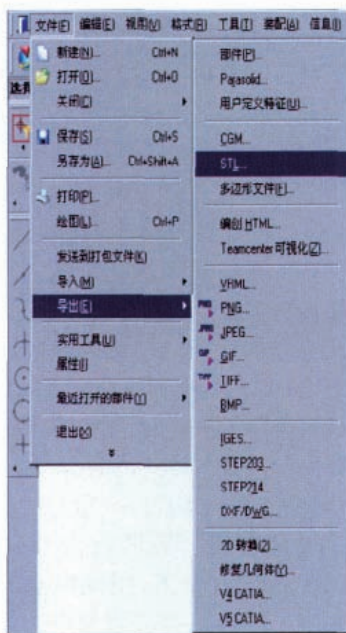 文件(F) 编辑(E) 视图(V) 格式(R) 工具(T) 装配(A) 信息(I)
新建(N)... Ctrl+N
打开(O)... Ctrl+O
关闭(C)
保存(S) Ctrl+S
另存为(A)... Ctrl+Shift+A
打印(P)...
绘图(L)... Ctrl+P
发送到打包文件(K)
导入(M)
导出(E)
实用工具(U)
属性(I)
最近打开的部件(Y)
退出(X)
选择
部件(P)...
Parasolid...
用户定义特征(U)...
CGM...
STL...
多边形文件(F)...
编创 HTML...
Teamcenter 可视化(Z)...
VRML...
PNG...
JPEG...
GIF...
TIFF...
BMP...
IGES...
STEP203...
STEP214...
DXF/DWG...
2D 转换(2)...
修复几何体(Y)...
V4 CATIA...
V5 CATIA...